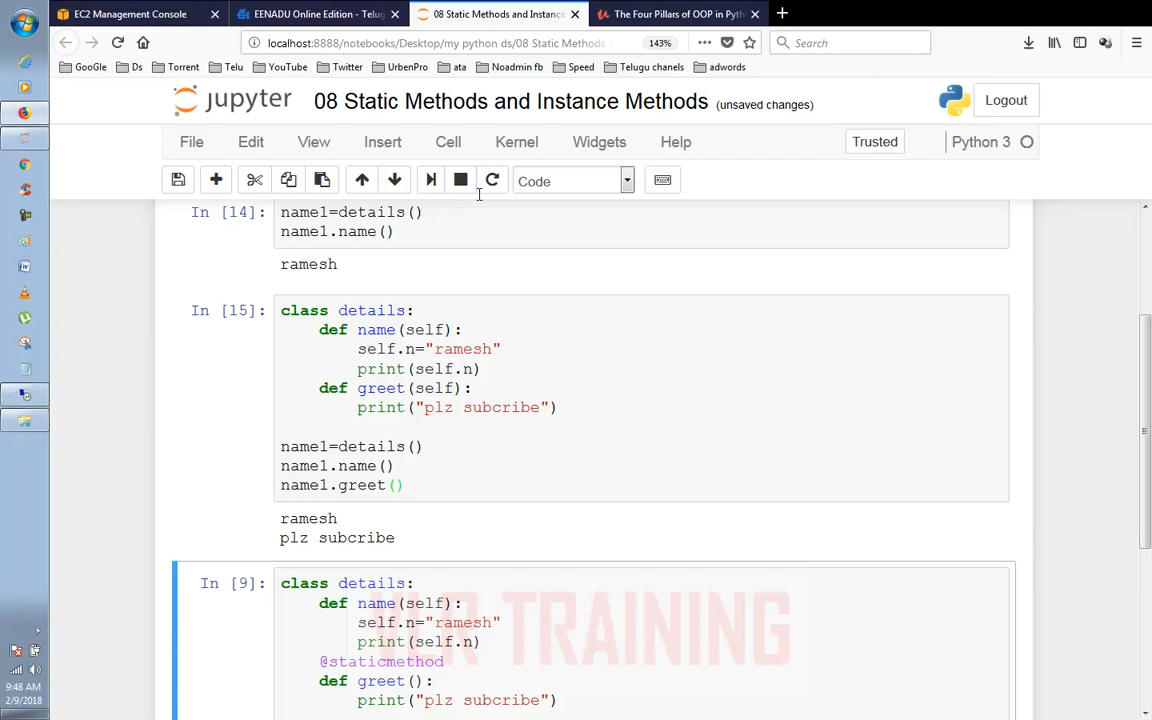 EC2 Management Console
EENADU Online Edition - Telug
08 Static Methods and Instance
The Four Pillars of OOP in Pyth
localhost:8888/notebooks/Desktop/my python ds/08 Static Methods
143%
Search
GooGle
Ds
Torrent
Telu
YouTube
Twitter
UrbenPro
ata
Noadmin fb
Speed
Telugu chanels
adwords
jupyter
08 Static Methods and Instance Methods
(unsaved changes)
Logout
File
Edit
View
Insert
Cell
Kernel
Widgets
Help
Trusted
Python 3
Code
In [14]:
name1=details()
name1.name()
ramesh
In [15]:
class details:
def name(self):
self.n="ramesh"
print(self.n)
def greet(self):
print("plz subcribe")
name1=details()
name1.name()
name1.greet()
ramesh
plz subcribe
In [9]:
class details:
def name(self):
self.n="ramesh"
print(self.n)
@staticmethod
def greet():
print("plz subcribe")
VLR TRAINING
9:48 AM
2/9/2018